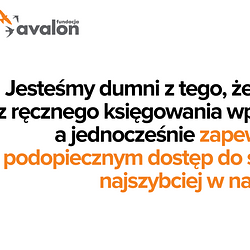 fundacja
avalon
Jesteśmy dumni z tego, że
z ręcznego księgowania wp
a jednocześnie zapew
podopiecznym dostęp do s
najszybciej w na